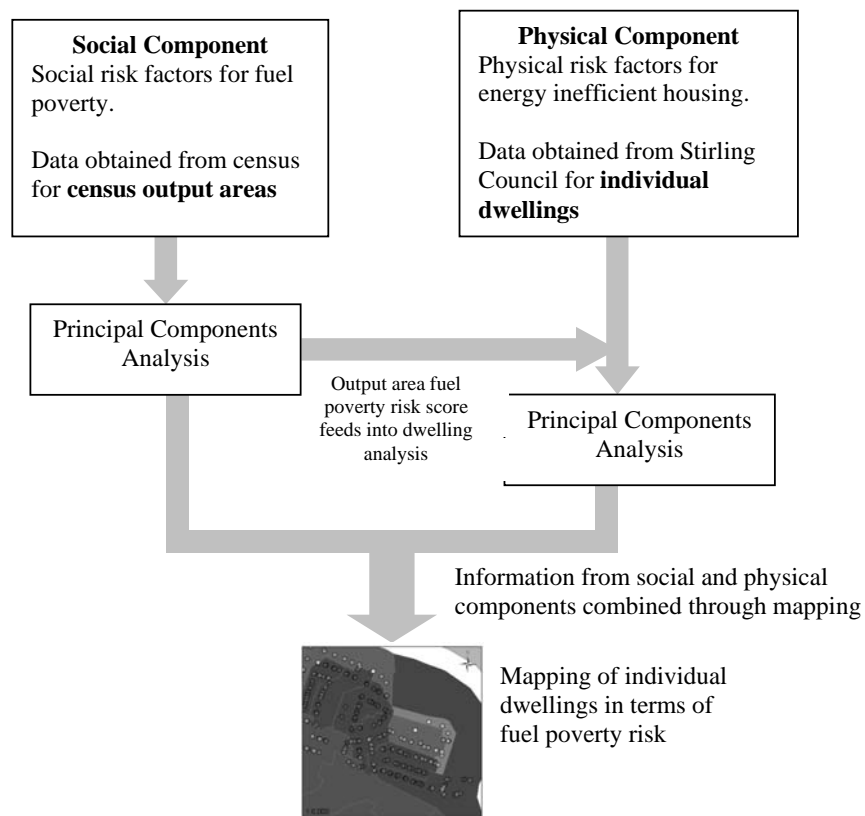 Social Component
Social risk factors for fuel
poverty.
Data obtained from census
for census output areas
Physical Component
Physical risk factors for
energy inefficient housing.
Data obtained from Stirling
Council for individual
dwellings
Principal Components
Analysis
Output area fuel
poverty risk score
feeds into dwelling
analysis
Principal Components
Analysis
Information from social and physical
components combined through mapping
Mapping of individual
dwellings in terms of
fuel poverty risk